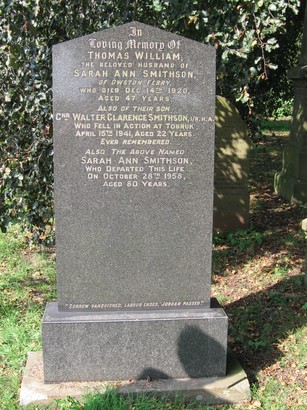 In
Loving Memory Of
THOMAS WILLIAM,
THE BELOVED HUSBAND OF
SARAH ANN SMITHSON,
OF OWSTON FERRY,
WHO DIED DEC 14TH 1920,
AGED 47 YEARS.
ALSO OF THEIR SON
GNR WALTER CLARENCE SMITHSON, R.H.A.
WHO FELL IN ACTION AT TOBRUK
APRIL 15TH 1941, AGED 22 YEARS.
EVER REMEMBERED.
ALSO THE ABOVE NAMED
SARAH ANN SMITHSON,
WHO DEPARTED THIS LIFE
ON OCTOBER 28TH 1958,
AGED 80 YEARS.
"SORROW VANQUISHED, LABOUR ENDED, JORDAN PASSED."